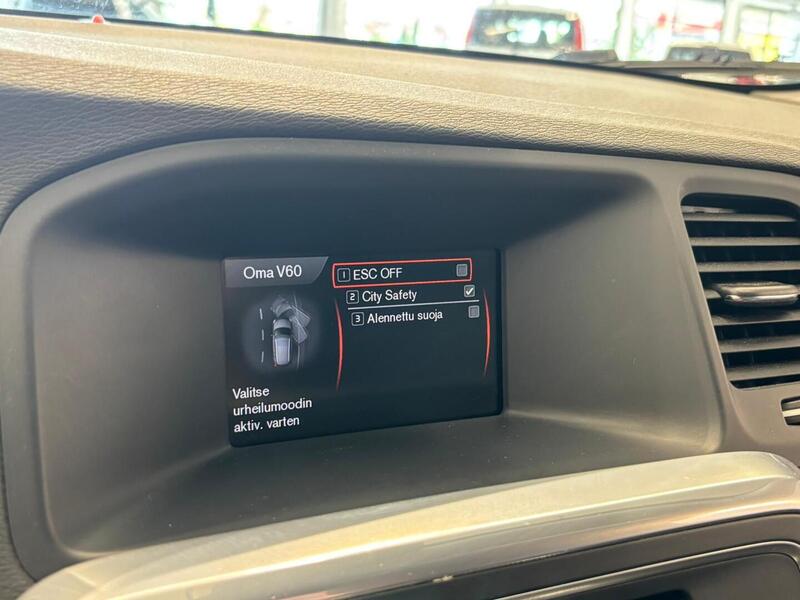 Oma V60
1 ESC OFF
2 City Safety
3 Alennettu suoja
Valitse
urheilumoodin
aktiv. varten